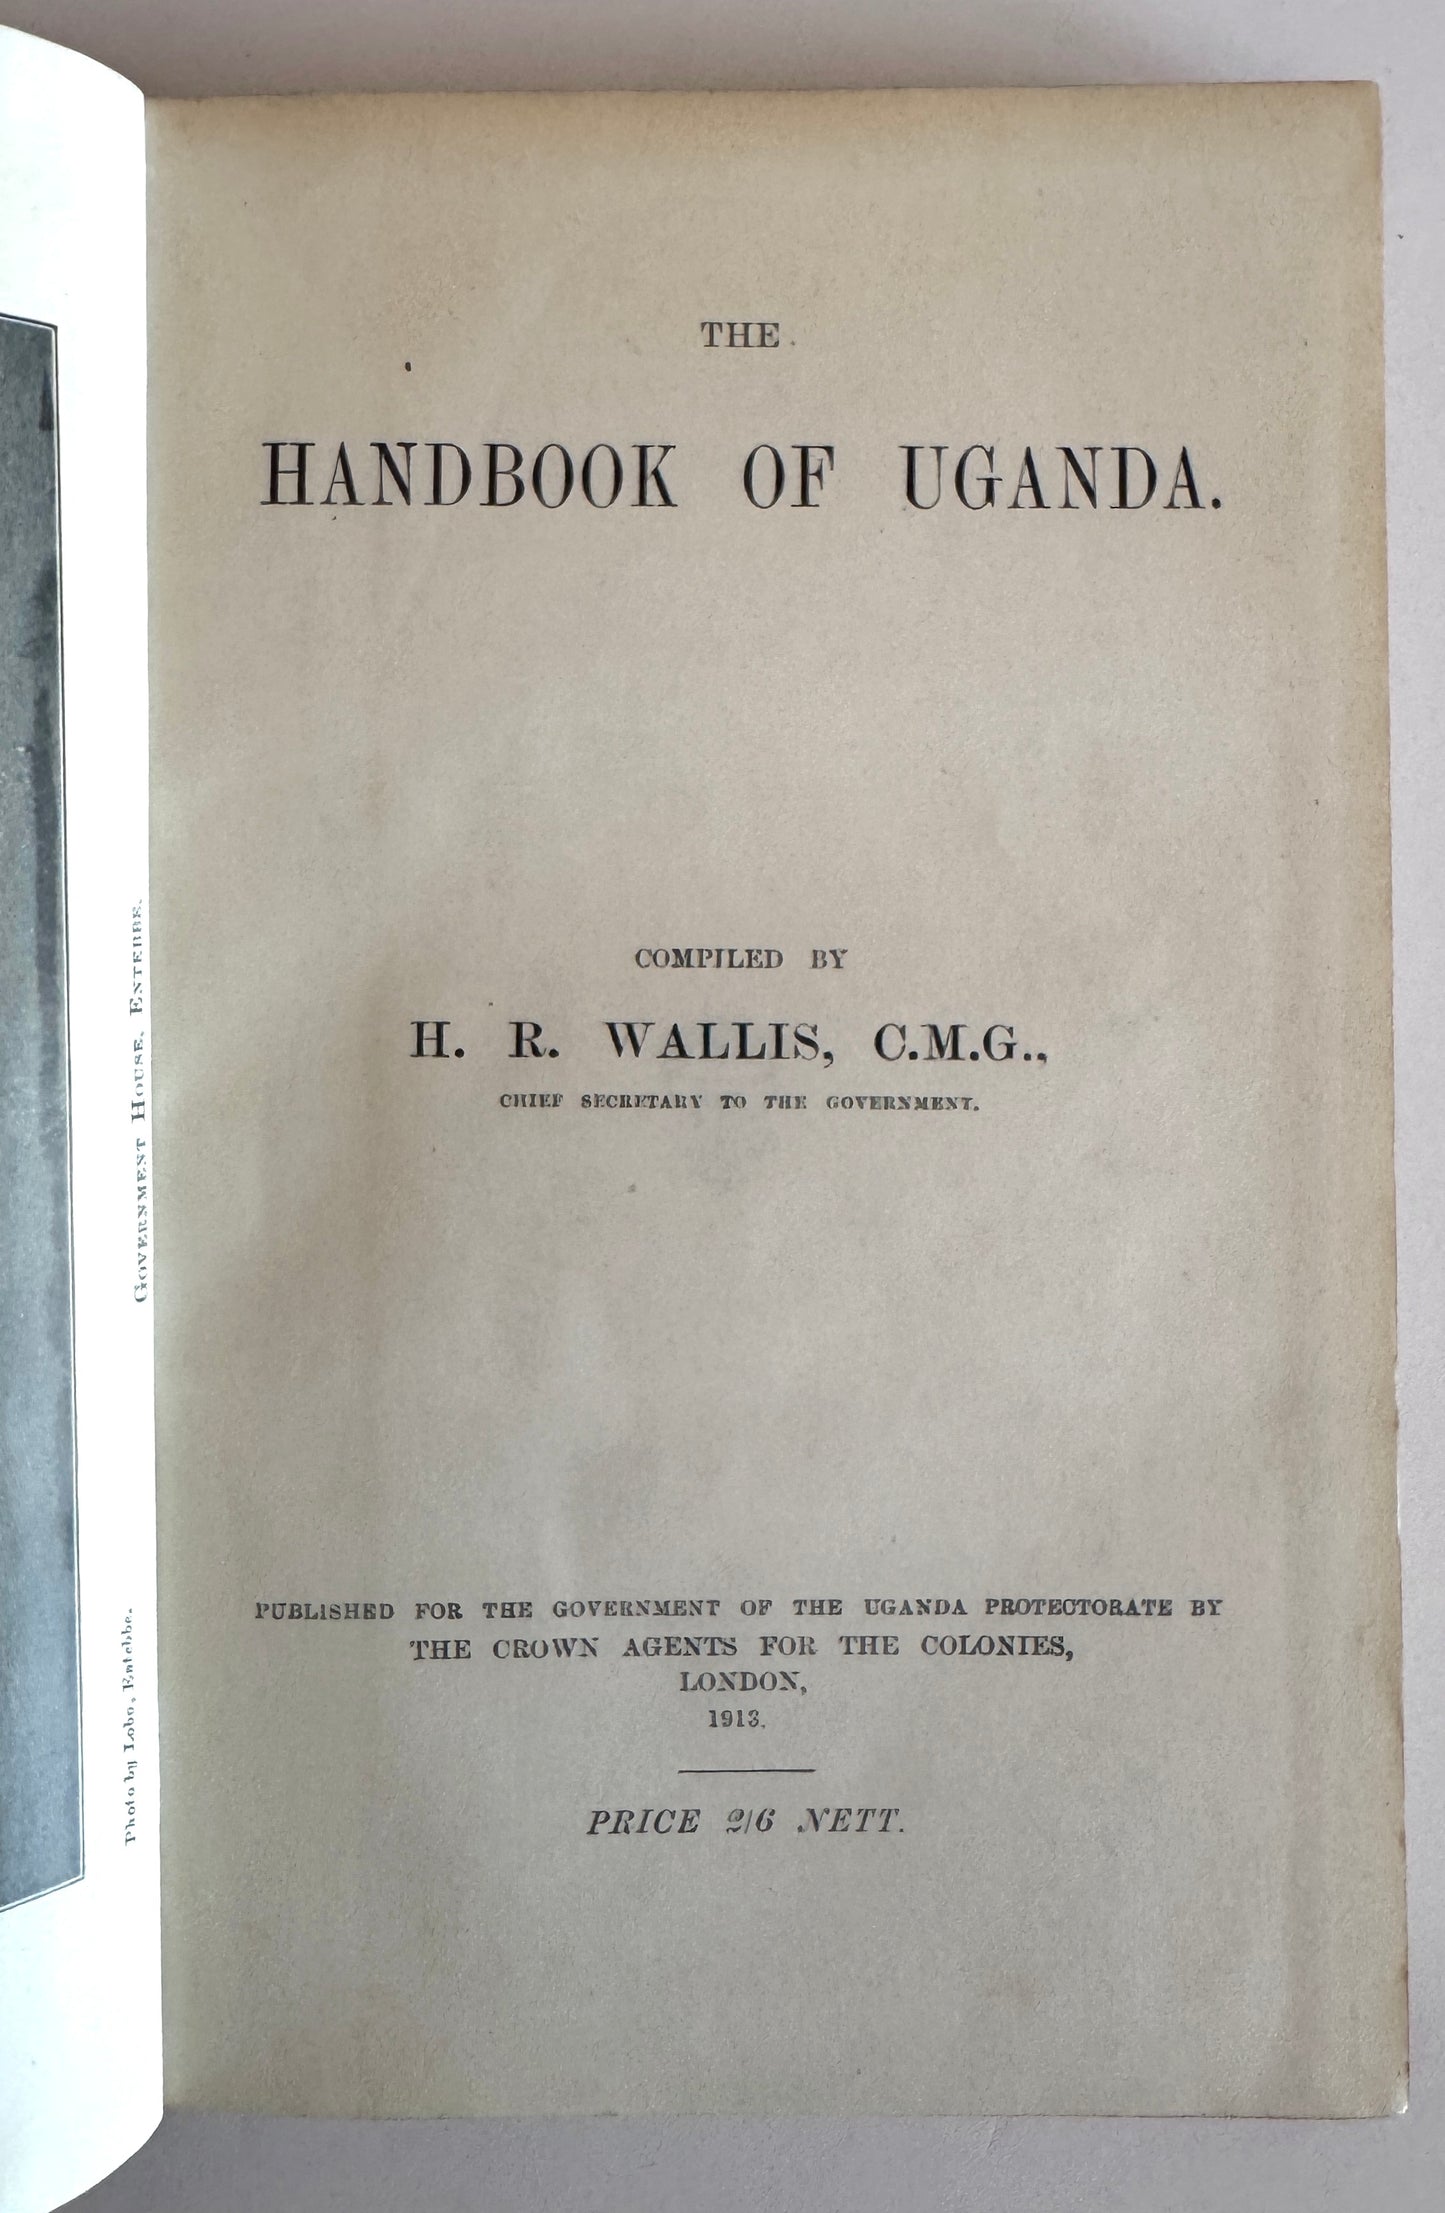 THE
HANDBOOK OF UGANDA.
COMPILED BY
H. R. WALLIS, C.M.G.,
CHIEF SECRETARY TO THE GOVERNMENT.
PUBLISHED FOR THE GOVERNMENT OF THE UGANDA PROTECTORATE BY
THE CROWN AGENTS FOR THE COLONIES,
LONDON,
1913.
PRICE 2/6 NETT.
GOVERNMENT HOUSE, ENTEBBE.
Photo by Lobo, Entebbe.